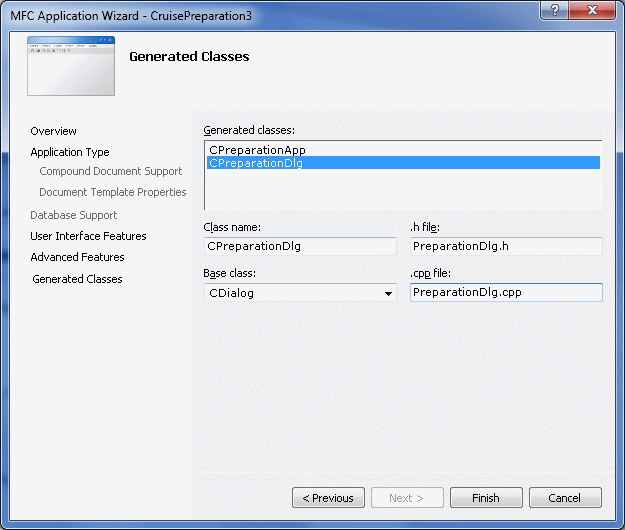 MFC Application Wizard - CruisePreparation3
?
Generated Classes
Overview
Application Type
Compound Document Support
Document Template Properties
Database Support
User Interface Features
Advanced Features
Generated Classes
Generated classes:
CPreparationApp
CPreparationDlg
Class name:
.h file:
CPreparationDlg
PreparationDlg.h
Base class:
.cpp file:
CDialog
PreparationDlg.cpp
< Previous
Next >
Finish
Cancel